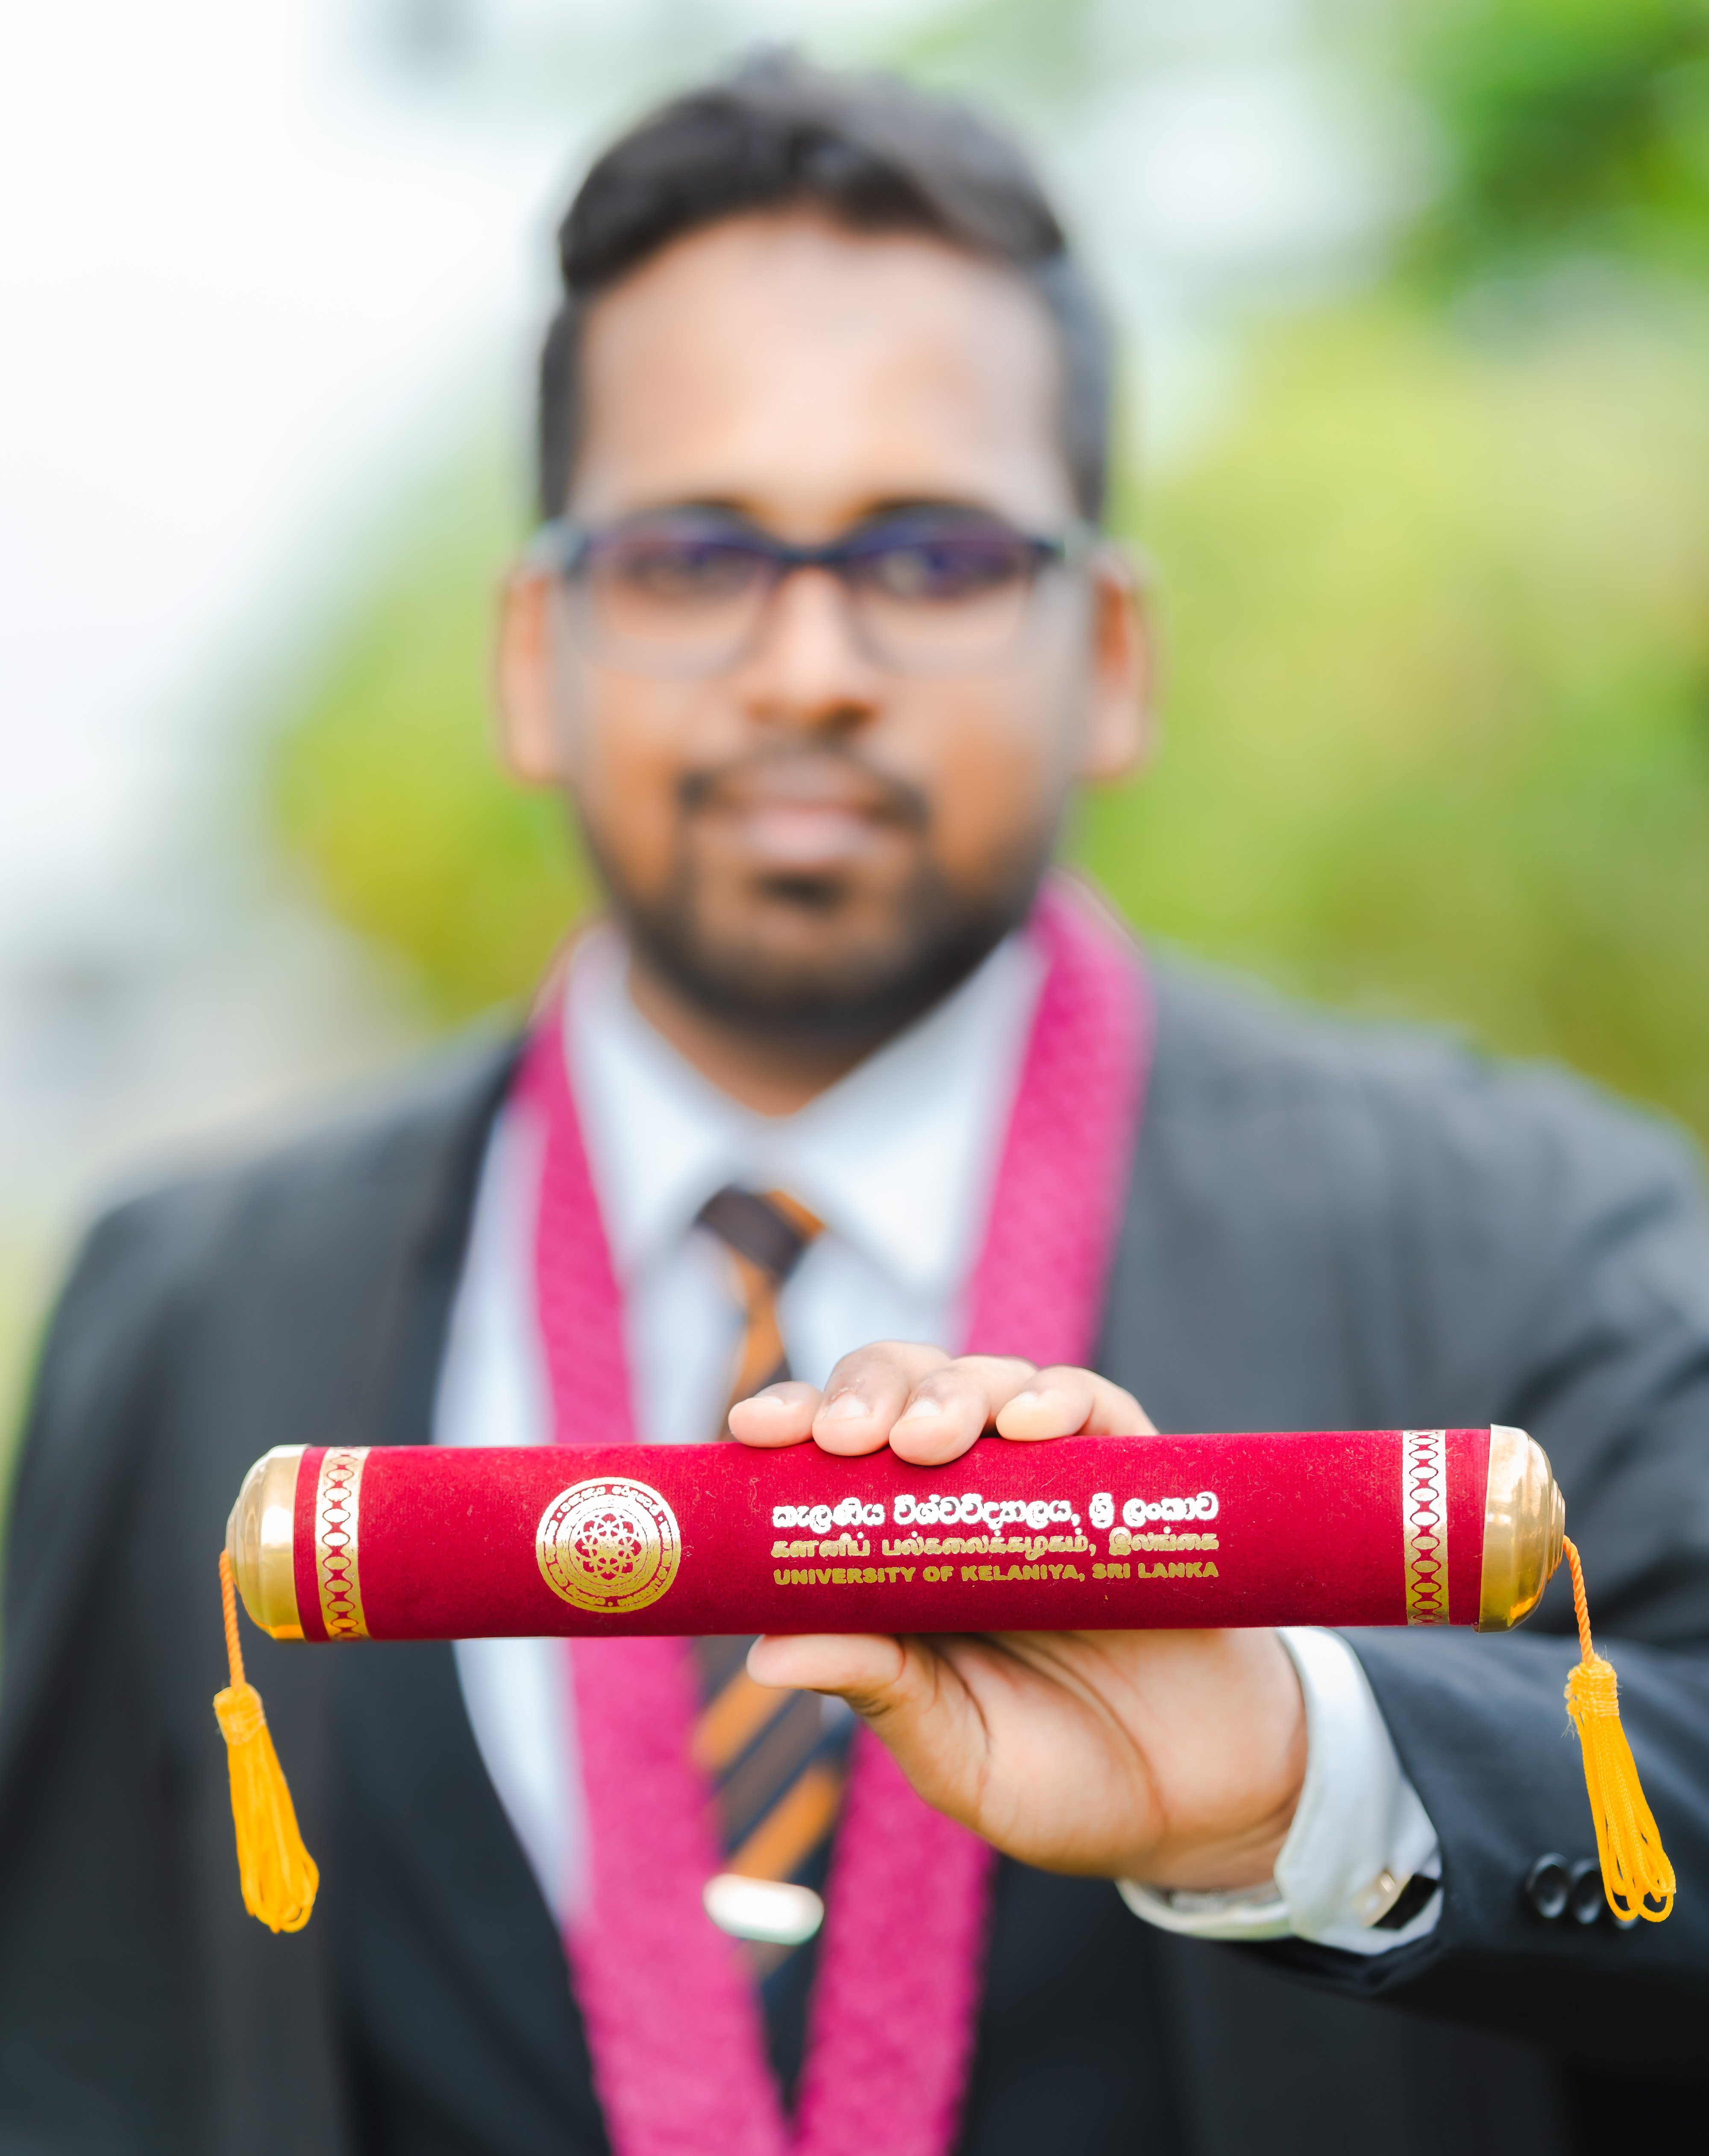 කැලණිය විශ්වවිද්‍යාලය, ශ්‍රී ලංකාව
களனிப் பல்கலைக்கழகம், இலங்கை
UNIVERSITY OF KELANIYA, SRI LANKA